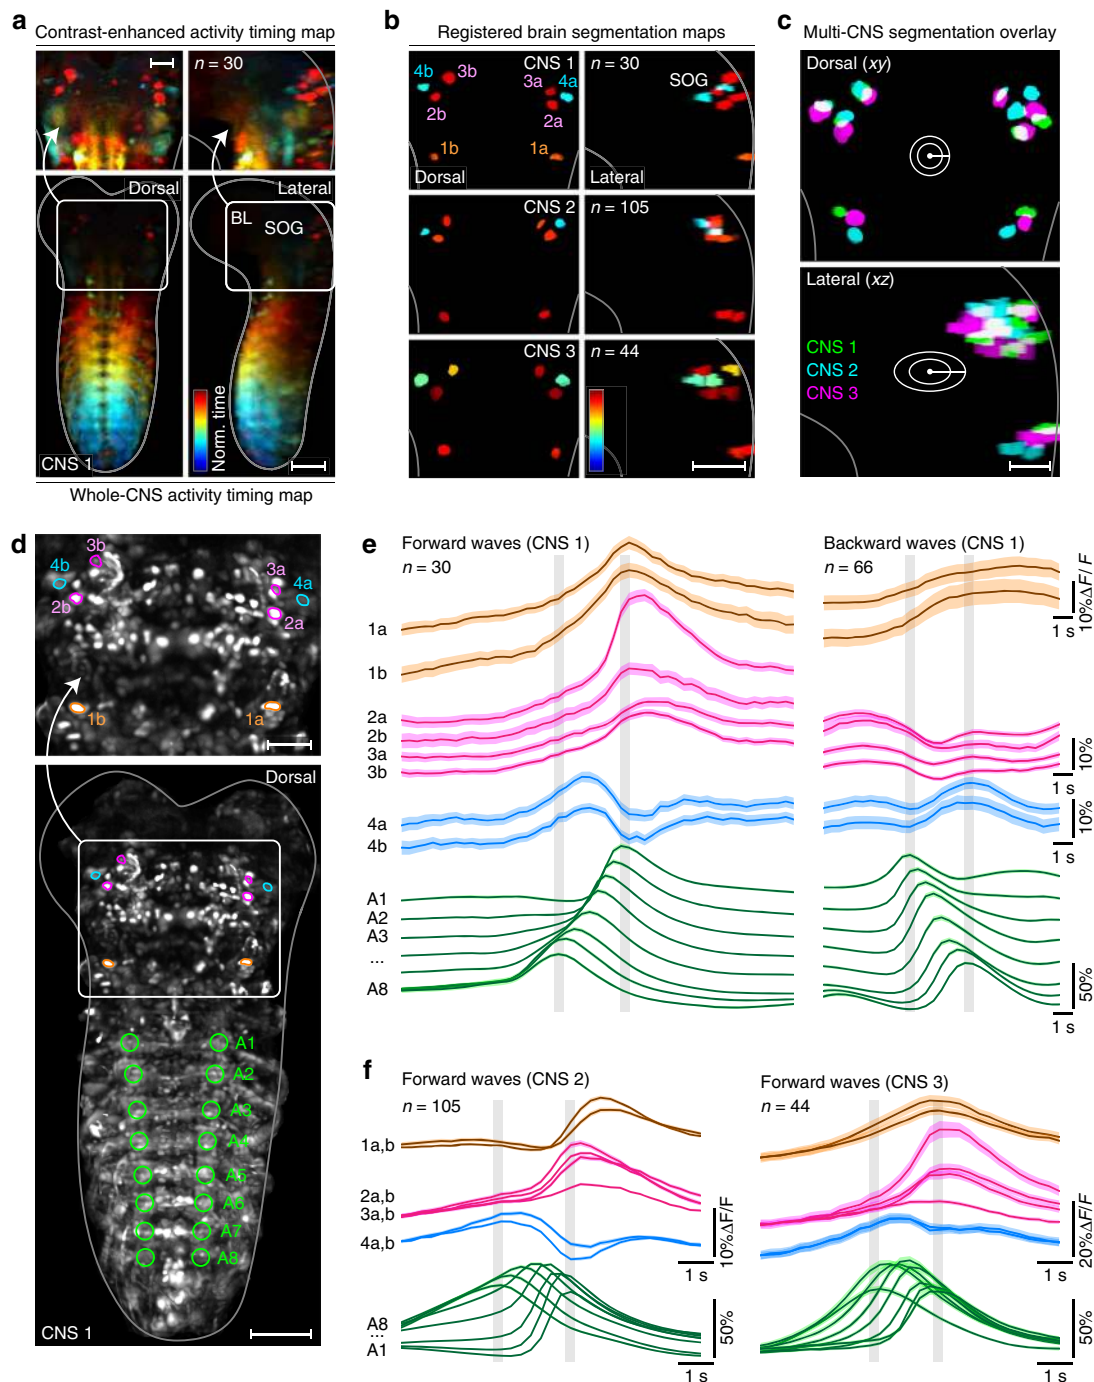 a
Contrast-enhanced activity timing map
n = 30
Dorsal
Lateral
BL
SOG
Norm. time
CNS 1
Whole-CNS activity timing map
b
Registered brain segmentation maps
4b
3b
CNS 1
3a
4a
2b
2a
1b
1a
Dorsal
n = 30
SOG
Lateral
CNS 2
n = 105
CNS 3
n = 44
c
Multi-CNS segmentation overlay
Dorsal (xy)
Lateral (xz)
CNS 1
CNS 2
CNS 3
d
3b
4b
2b
3a
4a
2a
1b
1a
Dorsal
A1
A2
A3
A4
A5
A6
A7
A8
CNS 1
e
Forward waves (CNS 1)
n = 30
1a
1b
2a
2b
3a
3b
4a
4b
A1
A2
A3
...
A8
Backward waves (CNS 1)
n = 66
10%ΔF/F
1 s
10%
1 s
10%
1 s
50%
1 s
f
Forward waves (CNS 2)
n = 105
1a,b
2a,b
3a,b
4a,b
A8
...
A1
10%ΔF/F
1 s
50%
1 s
Forward waves (CNS 3)
n = 44
20%ΔF/F
1 s
50%
1 s